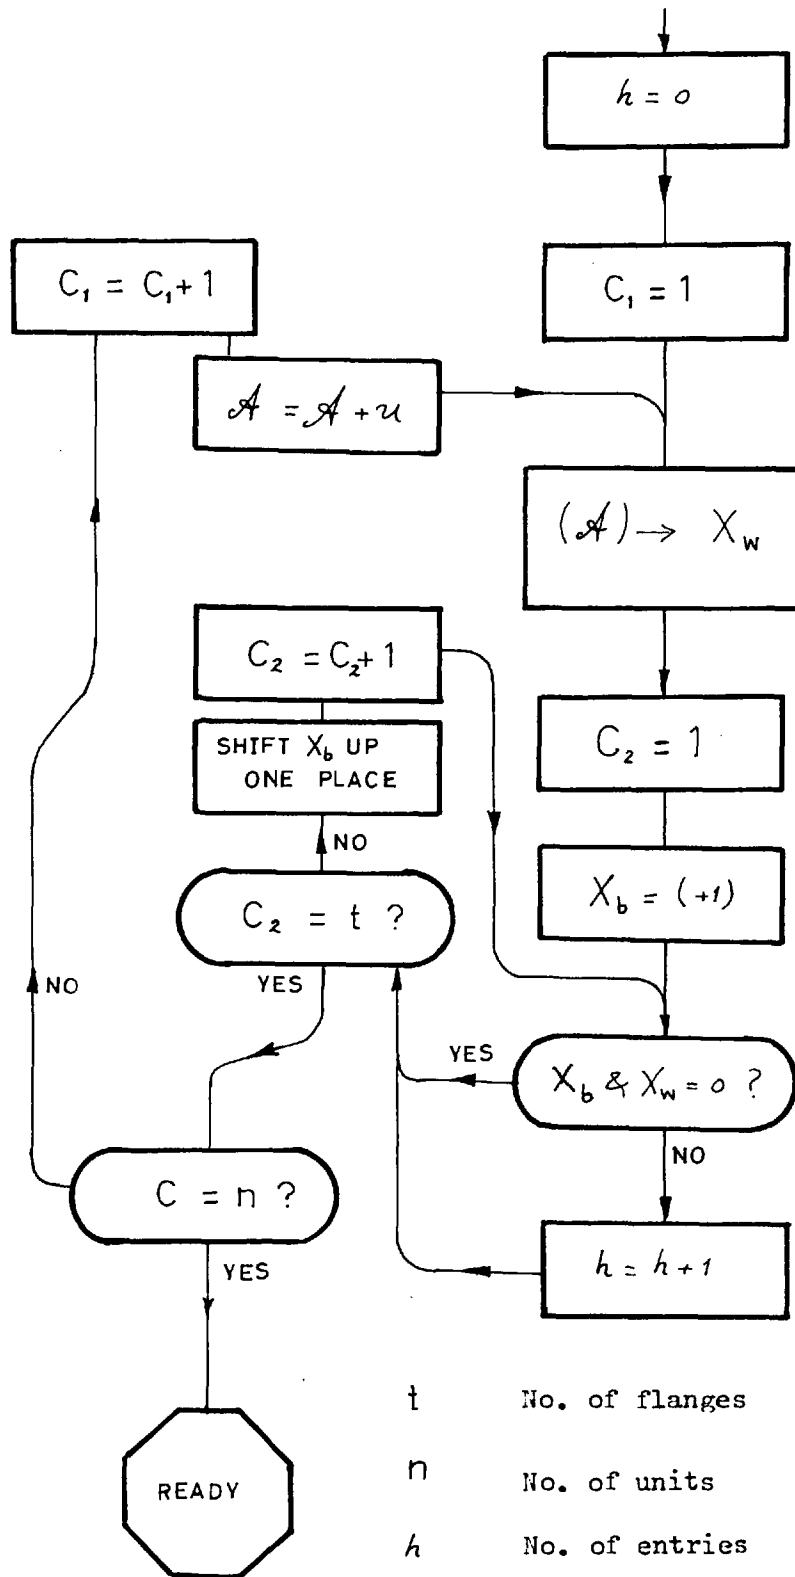 h = 0
C₁ = 1
C₁ = C₁ + 1
𝒜 = 𝒜 + u
(𝒜) → X_w
C₂ = C₂ + 1
C₂ = 1
SHIFT X_b UP
ONE PLACE
NO
X_b = (+1)
C₂ = t ?
YES
NO
X_b & X_w = 0 ?
YES
NO
C = n ?
YES
h = h + 1
READY
t No. of flanges
n No. of units
h No. of entries